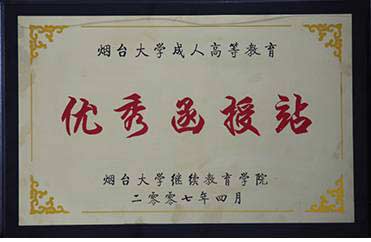 烟台大学成人高等教育
优秀函授站
烟台大学继续教育学院
二零零七年四月